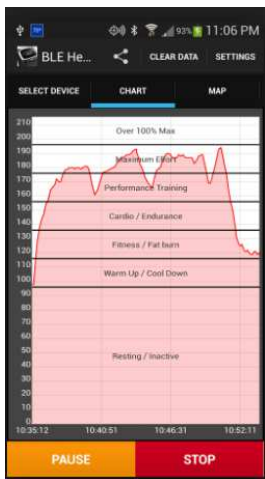 93% 11:06 PM
BLE He... CLEAR DATA SETTINGS
SELECT DEVICE CHART MAP
210
200
Over 100% Max
190
180
Maximum Effort
170
160
Performance Training
150
140
Cardio / Endurance
130
120
Fitness / Fat burn
110
100
Warm Up / Cool Down
90
80
70
60
50
Resting / Inactive
40
30
20
10
0
10:35:12 10:40:51 10:46:31 10:52:11
PAUSE STOP